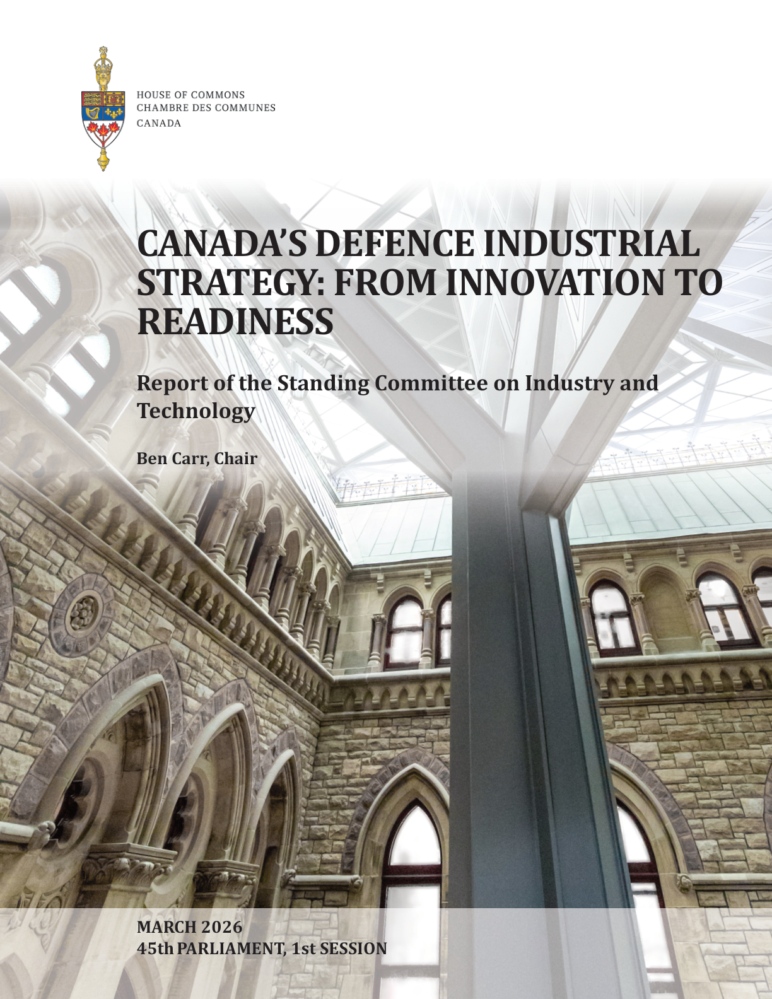 HOUSE OF COMMONS
CHAMBRE DES COMMUNES
CANADA
CANADA’S DEFENCE INDUSTRIAL
STRATEGY: FROM INNOVATION TO
READINESS
Report of the Standing Committee on Industry and
Technology
Ben Carr, Chair
MARCH 2026
45th PARLIAMENT, 1st SESSION